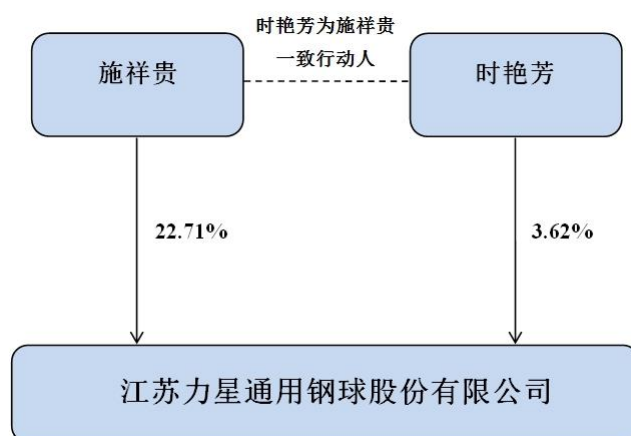 时艳芳为施祥贵
一致行动人
施祥贵
时艳芳
22.71%
3.62%
江苏力星通用钢球股份有限公司